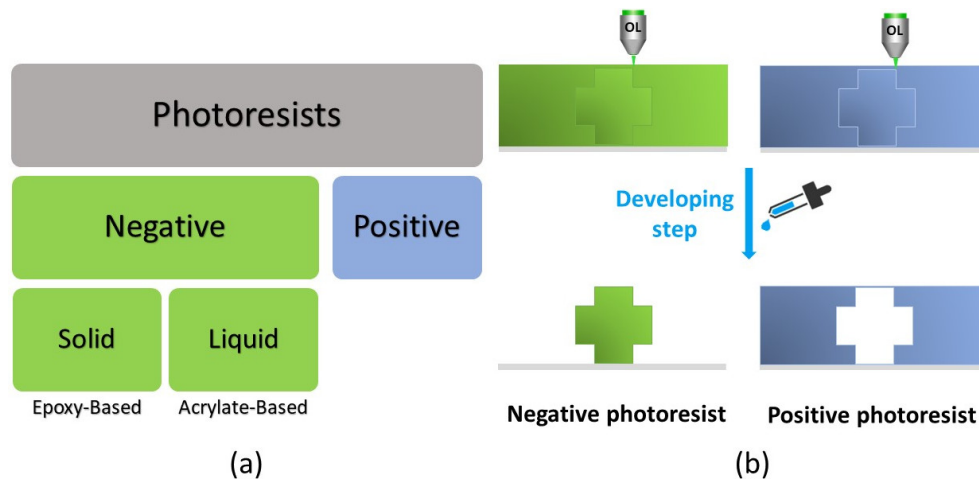 Photoresists
Negative
Positive
Solid
Liquid
Epoxy-Based
Acrylate-Based
(a)
OL
OL
Developing
step
Negative photoresist
Positive photoresist
(b)